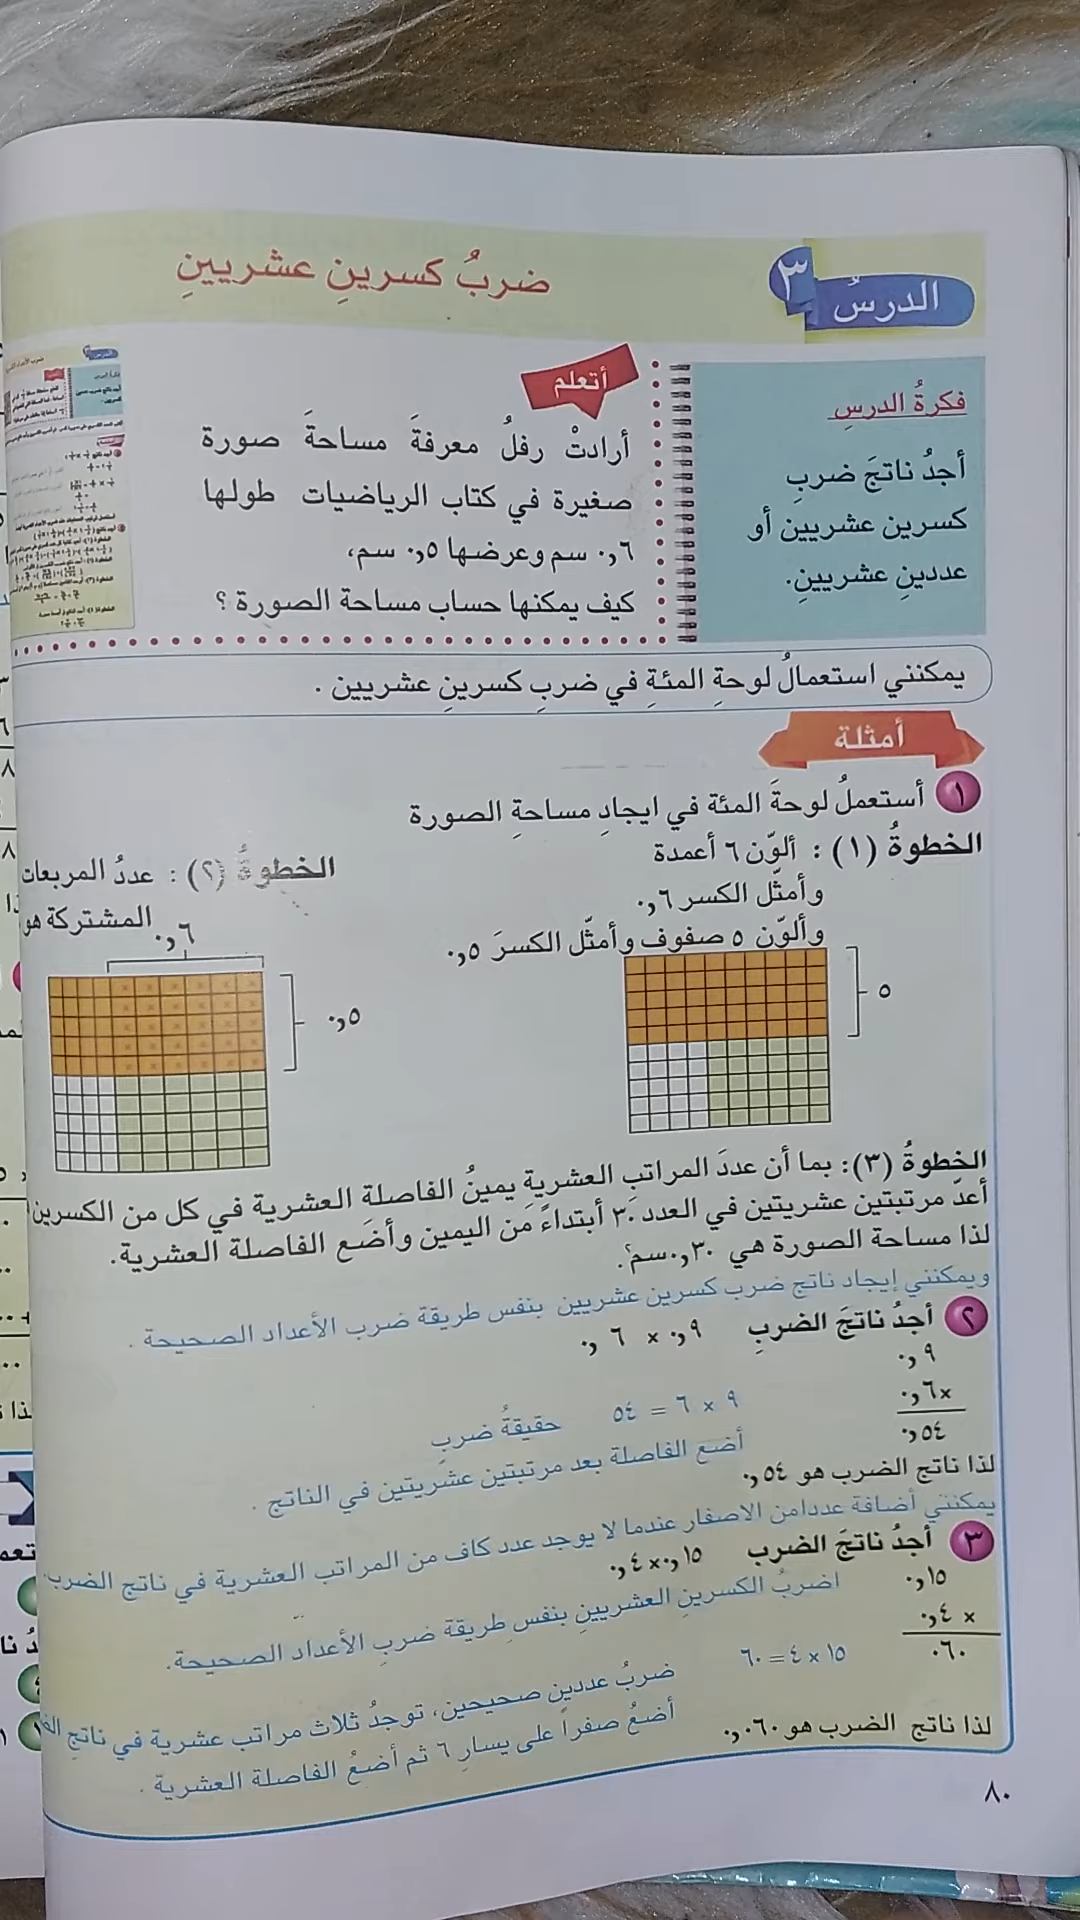 الدرسُ ٣
ضربُ كسرينِ عشريينِ
فكرةُ الدرسِ
أجدُ ناتجَ ضربِ
كسرين عشريين أو
عددينِ عشريينِ.
أتعلم
أرادتْ رفلُ معرفةَ مساحةَ صورة
صغيرة في كتاب الرياضيات طولها
٠,٦ سم وعرضها ٠,٥ سم،
كيف يمكنها حساب مساحة الصورة ؟
يمكنني استعمالُ لوحةِ المئةِ في ضربِ كسرينِ عشريين .
أمثلة
١ أستعملُ لوحةَ المئة في ايجادِ مساحةِ الصورة
الخطوةُ (١) : ألوّن ٦ أعمدة
وأمثّل الكسر ٠,٦
وألوّن ٥ صفوف وأمثّل الكسرَ ٠,٥
٥
الخطوةُ (٢) : عددُ المربعات
المشتركة هو
٠,٦
٠,٥
الخطوةُ (٣): بما أن عددَ المراتبِ العشريةِ يمينُ الفاصلة العشرية في كل من الكسرين
أعدّ مرتبتين عشريتين في العدد ٣٠ أبتداءً من اليمين وأضَع الفاصلة العشرية.
لذا مساحة الصورة هي ٠,٣٠ سم٢.
ويمكنني إيجاد ناتج ضرب كسرين عشريين بنفس طريقة ضرب الأعداد الصحيحة .
٢ أجدُ ناتجَ الضربِ ٠,٩ × ٠,٦
٠,٩
×٠,٦
٠,٥٤
٩ × ٦ = ٥٤ حقيقةُ ضربِ
أضع الفاصلة بعد مرتبتين عشريتين في الناتج .
لذا ناتج الضرب هو ٠,٥٤
يمكنني أضافة عددامن الاصفار عندما لا يوجد عدد كاف من المراتب العشرية في ناتج الضرب.
٣ أجدُ ناتجَ الضرب ٠,١٥×٠,٤
٠,١٥
× ٠,٤
٠٦٠
اضربُ الكسرينِ العشريينِ بنفسِ طريقة ضربِ الأعداد الصحيحة.
١٥ × ٤ = ٦٠
ضربُ عددينِ صحيحين، توجدُ ثلاث مراتب عشرية في ناتج
أضعُ صفراً على يسارِ ٦ ثم أضعُ الفاصلة العشرية .
لذا ناتج الضرب هو ٠,٠٦٠
٨٠